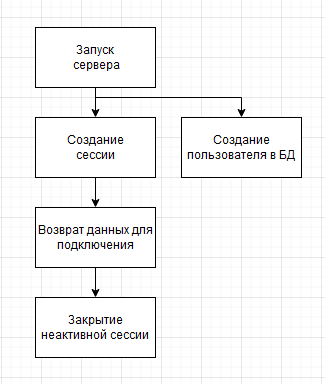 Запуск
сервера
Создание
сессии
Создание
пользователя в БД
Возврат данных для
подключения
Закрытие
неактивной сессии